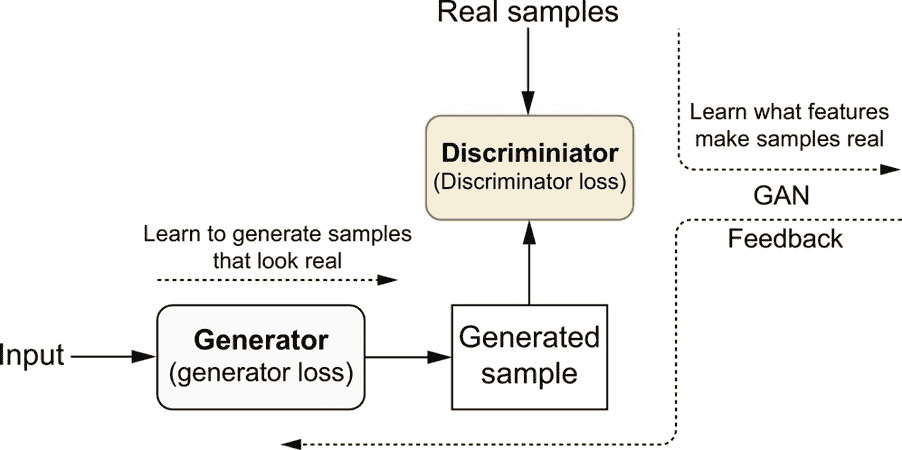 Real samples
Learn what features
make samples real
Discriminiator
(Discriminator loss)
GAN
Feedback
Learn to generate samples
that look real
Input
Generator
(generator loss)
Generated
sample